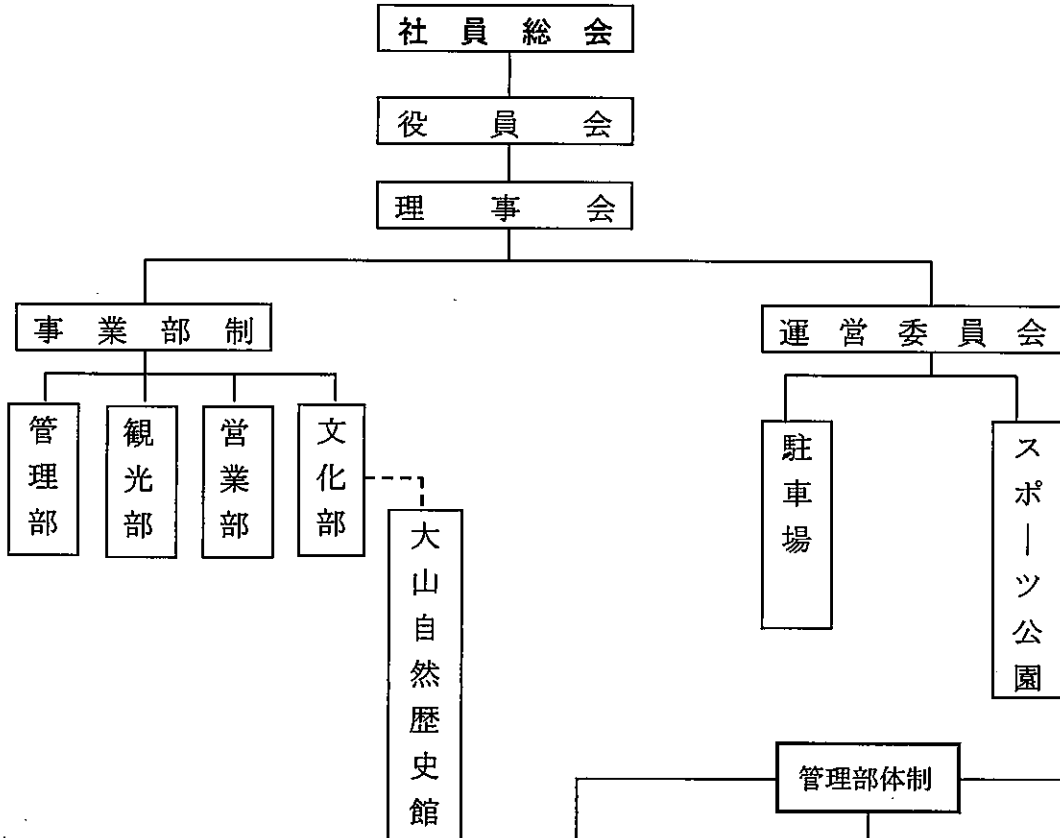 社員総会
役員会
理事会
事業部制
運営委員会
管理部
観光部
営業部
文化部
駐車場
スポーツ公園
大山自然歴史館
管理部体制